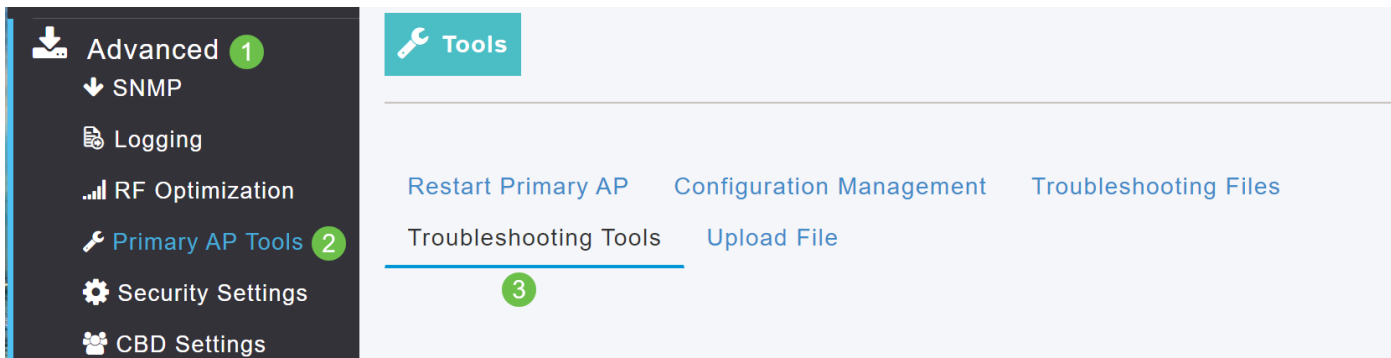 Advanced 1
SNMP
Logging
RF Optimization
Primary AP Tools 2
Security Settings
CBD Settings
Tools
Restart Primary AP Configuration Management Troubleshooting Files
Troubleshooting Tools Upload File
3